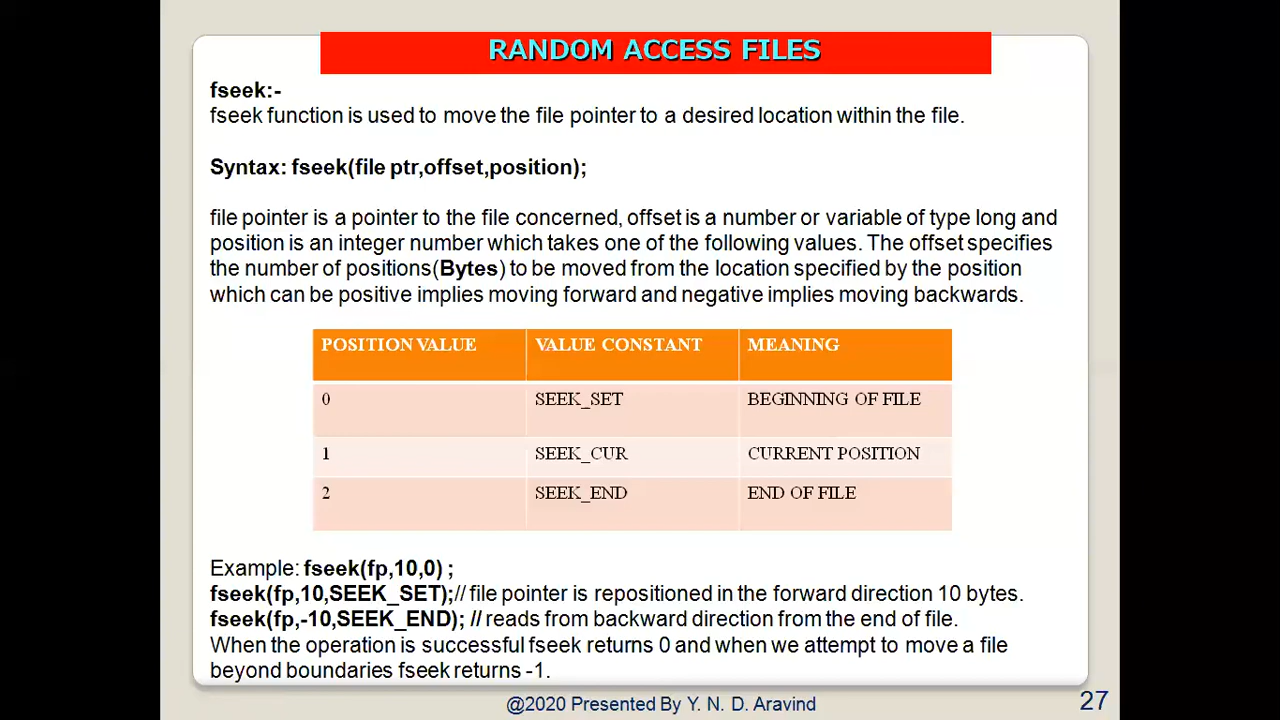 RANDOM ACCESS FILES
fseek:-
fseek function is used to move the file pointer to a desired location within the file.
Syntax: fseek(file ptr,offset,position);
file pointer is a pointer to the file concerned, offset is a number or variable of type long and
position is an integer number which takes one of the following values. The offset specifies
the number of positions(Bytes) to be moved from the location specified by the position
which can be positive implies moving forward and negative implies moving backwards.
POSITION VALUE VALUE CONSTANT MEANING
0 SEEK_SET BEGINNING OF FILE
1 SEEK_CUR CURRENT POSITION
2 SEEK_END END OF FILE
Example: fseek(fp,10,0) ;
fseek(fp,10,SEEK_SET);// file pointer is repositioned in the forward direction 10 bytes.
fseek(fp,-10,SEEK_END); // reads from backward direction from the end of file.
When the operation is successful fseek returns 0 and when we attempt to move a file
beyond boundaries fseek returns -1.
@2020 Presented By Y. N. D. Aravind
27